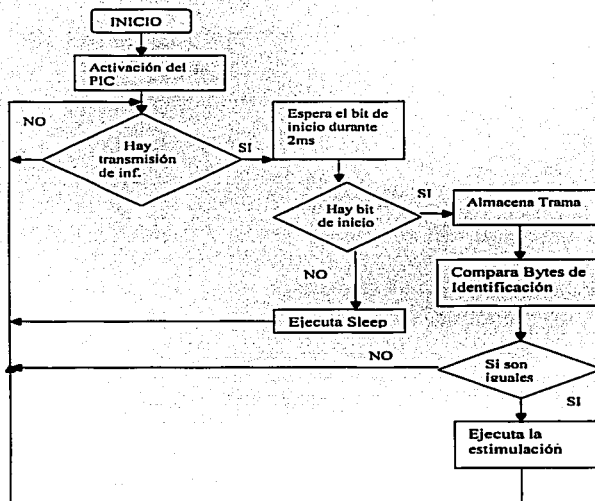 INICIO
Activación del
PIC
NO
Hay
transmisión
de inf.
SI
Espera el bit de
inicio durante
2ms
Hay bit
de inicio
SI
Almacena Trama
Compara Bytes de
Identificación
NO
Ejecuta Sleep
NO
Si son
iguales
SI
Ejecuta la
estimulación